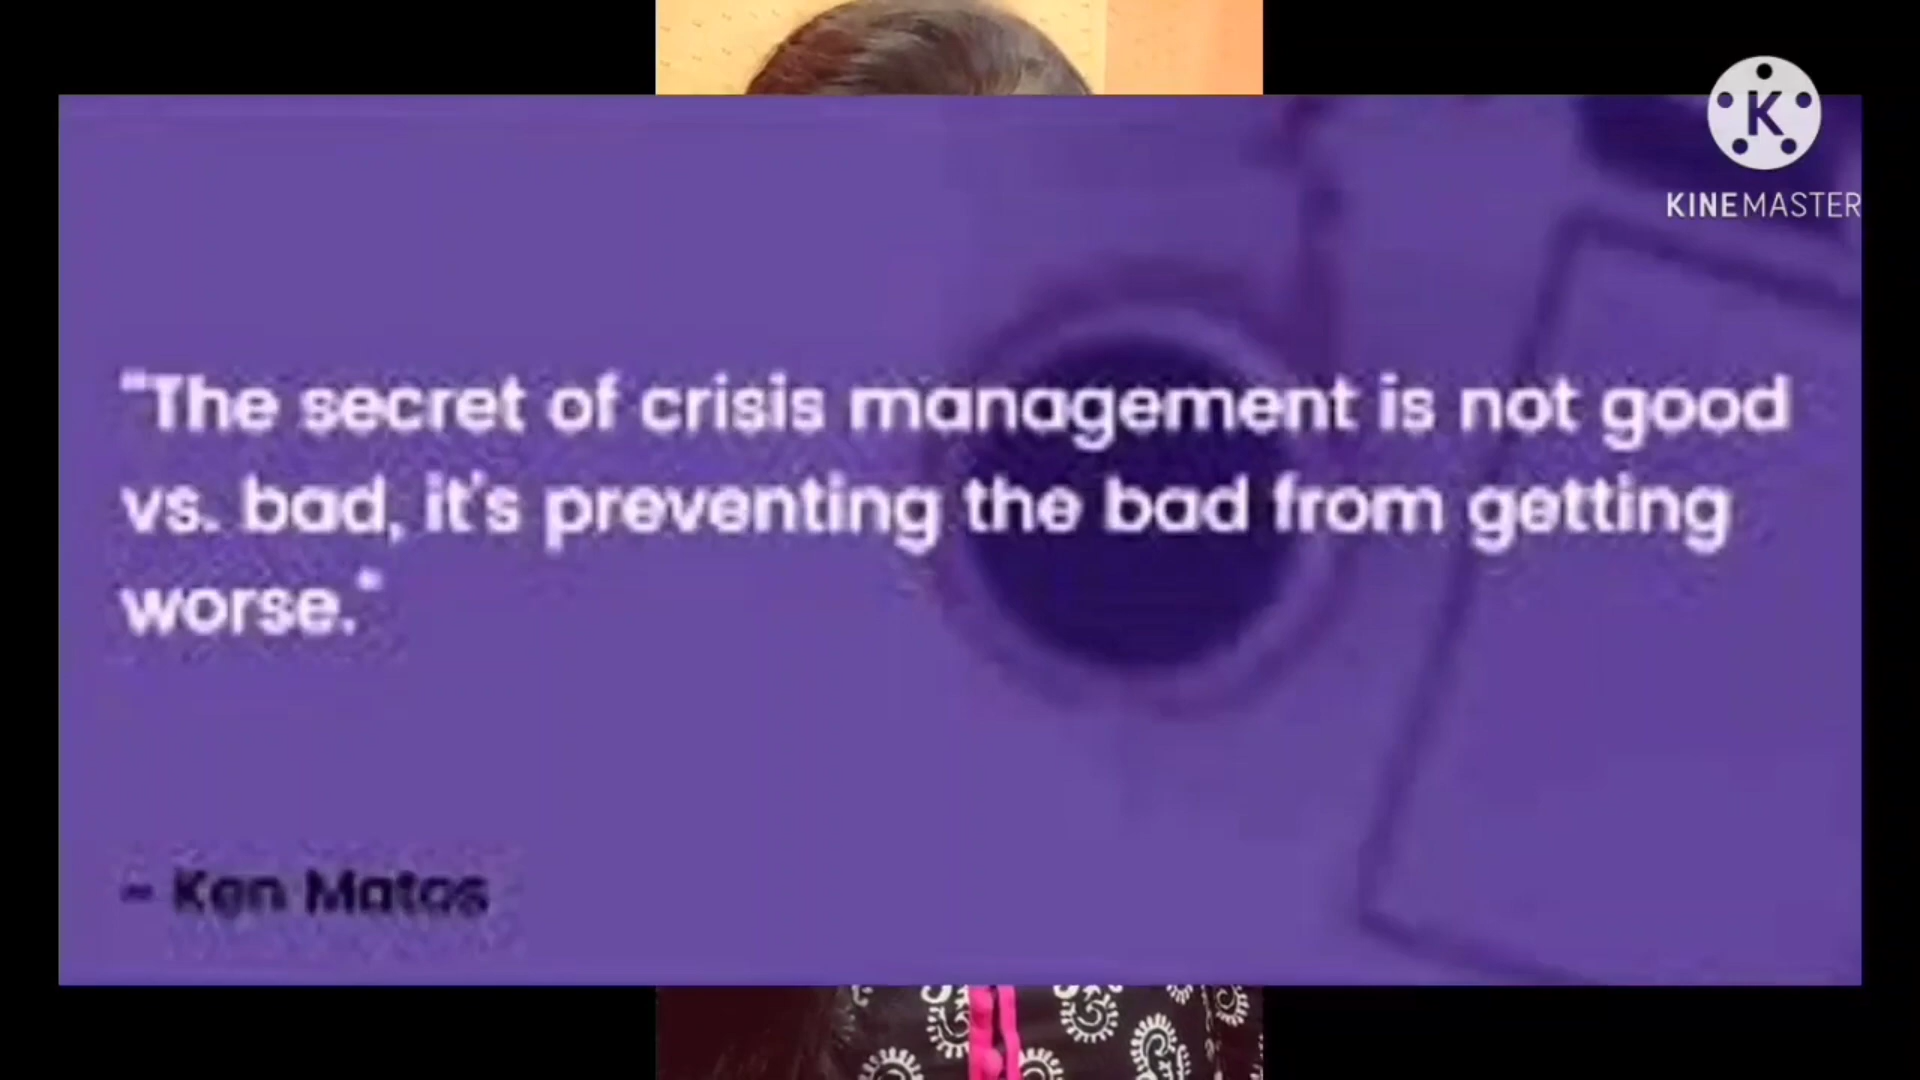 K
KINEMASTER
"The secret of crisis management is not good
vs. bad, it's preventing the bad from getting
worse."
- Ken Matos